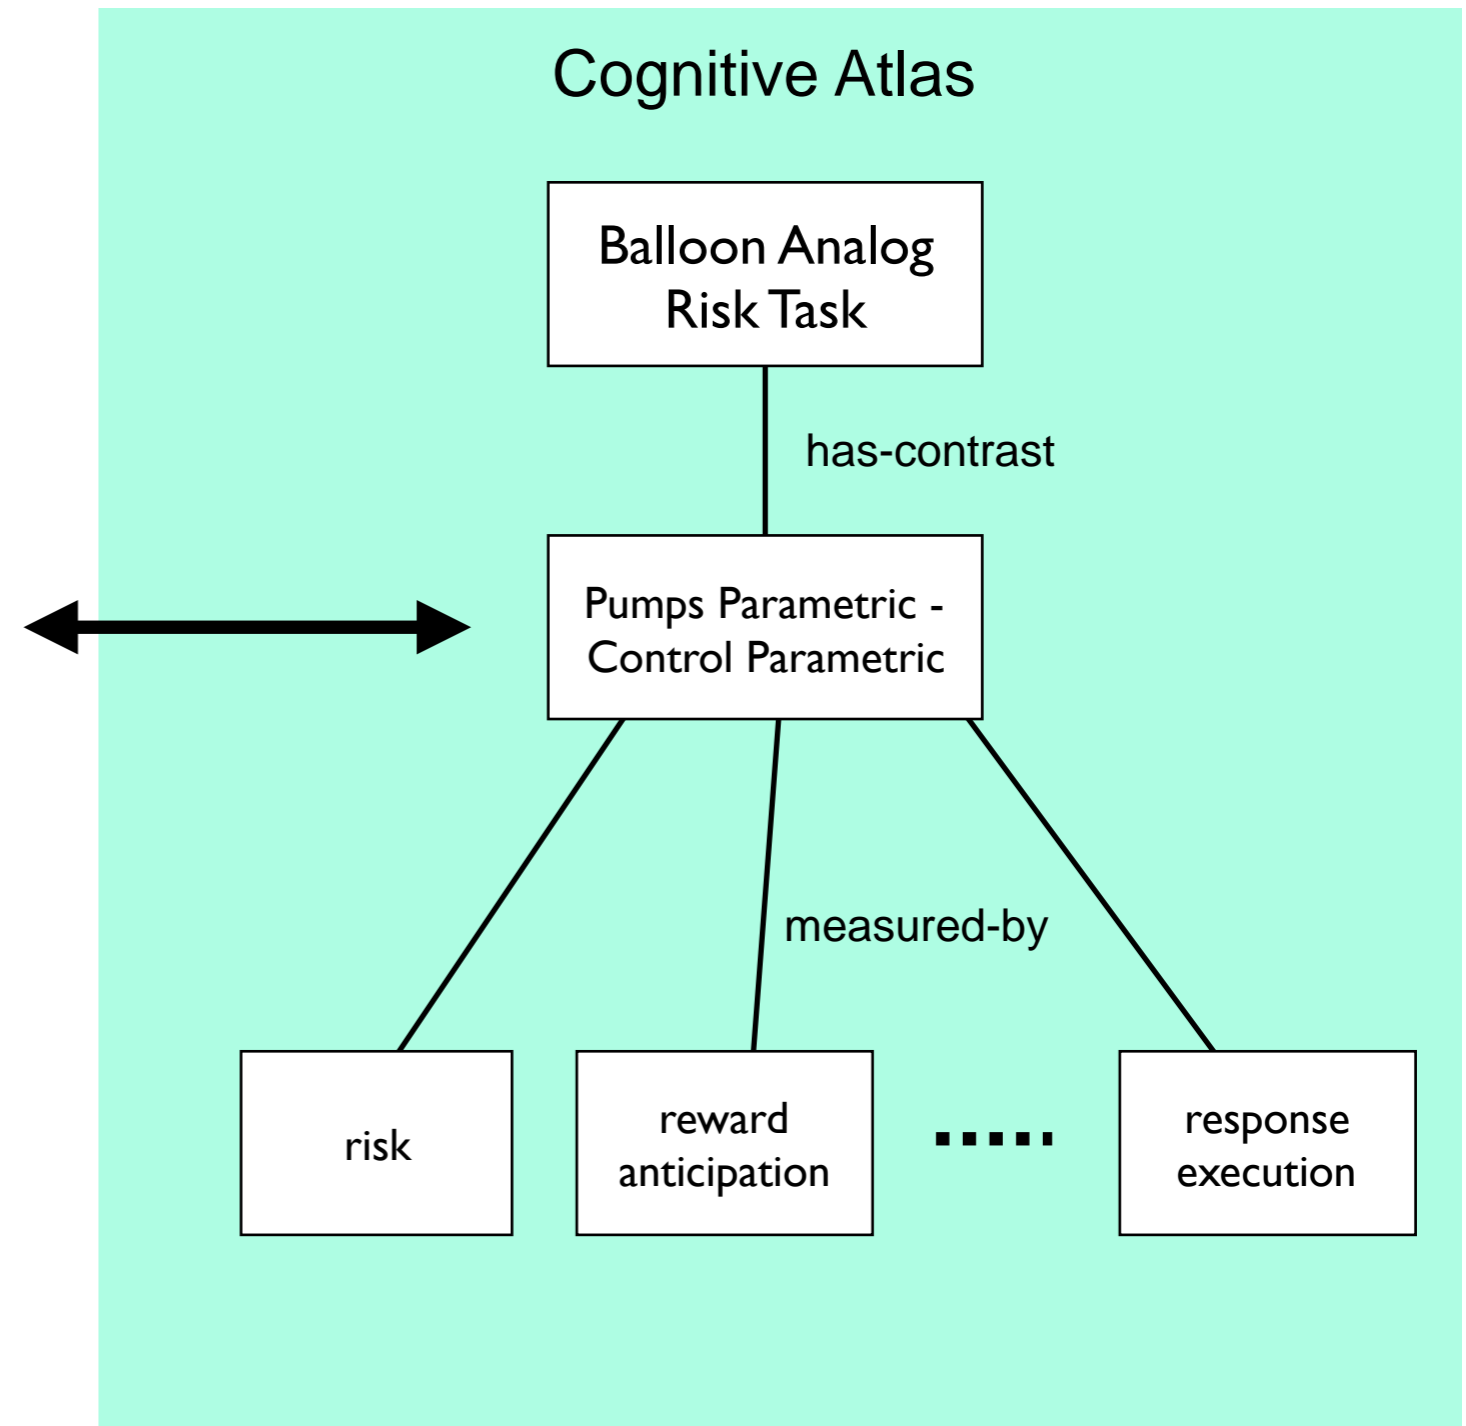 Cognitive Atlas
Balloon Analog
Risk Task
has-contrast
Pumps Parametric -
Control Parametric
measured-by
risk
reward
anticipation
response
execution